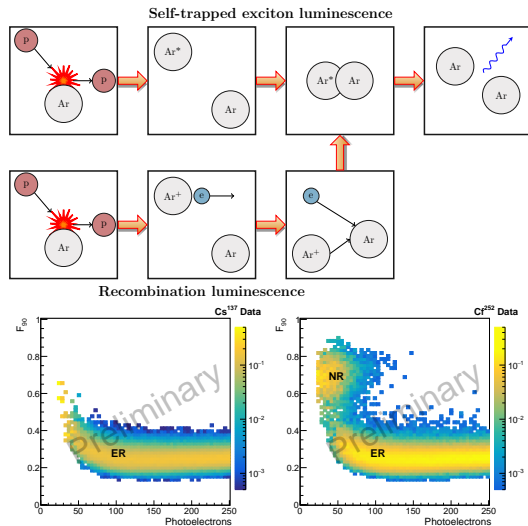 Self-trapped exciton luminescence
p
p
Ar
Ar*
Ar
Ar* Ar
Ar
Ar
p
p
Ar
Ar⁺ e
Ar
e
Ar
Ar⁺
Recombination luminescence
Cs¹³⁷ Data
F₉₀
1
0.8
0.6
0.4
0.2
0
Preliminary
ER
0 50 100 150 200 250
Photoelectrons
10⁻¹
10⁻²
10⁻³
Cf²⁵² Data
F₉₀
1
0.8
0.6
0.4
0.2
0
Preliminary
NR
ER
0 50 100 150 200 250
Photoelectrons
10⁻¹
10⁻²
10⁻³